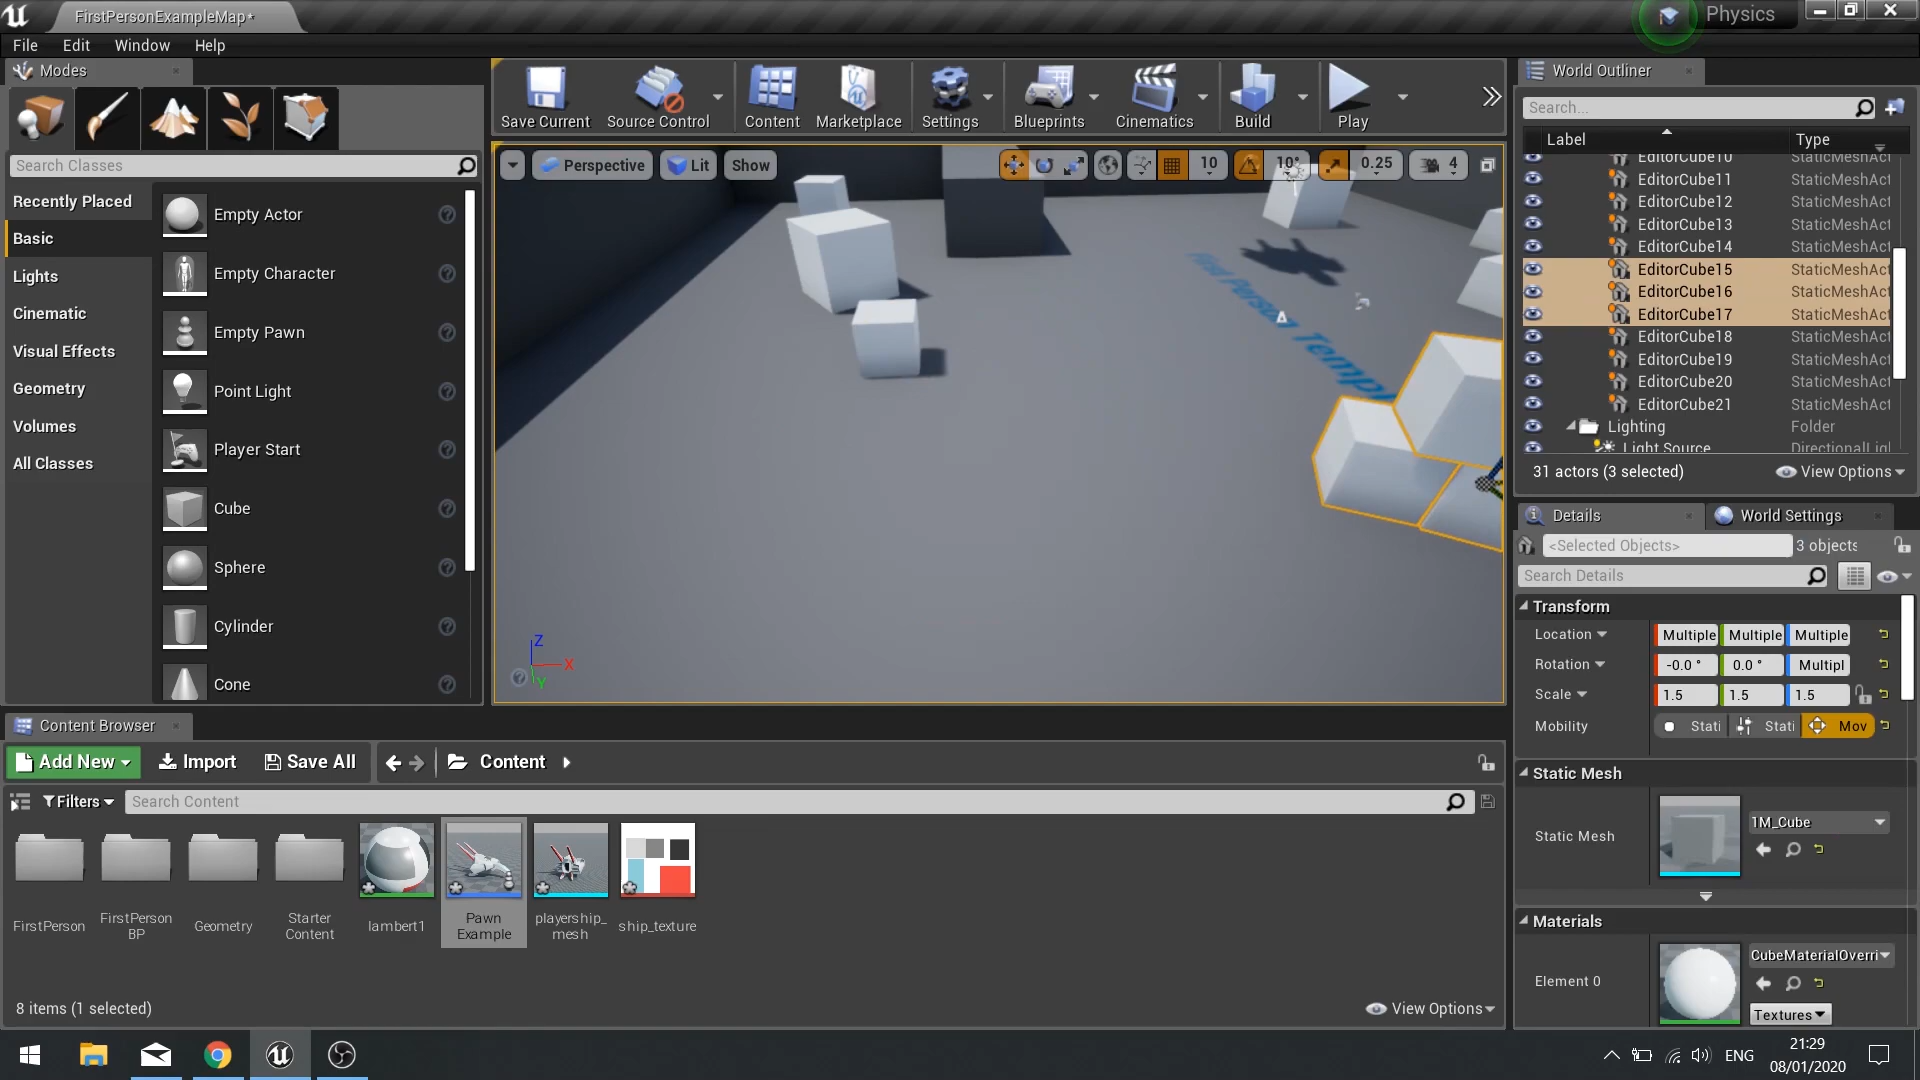 FirstPersonExampleMap*
Physics
File Edit Window Help
Modes
Search Classes
Recently Placed
Basic
Lights
Cinematic
Visual Effects
Geometry
Volumes
All Classes
Empty Actor
Empty Character
Empty Pawn
Point Light
Player Start
Cube
Sphere
Cylinder
Cone
Save Current
Source Control
Content
Marketplace
Settings
Blueprints
Cinematics
Build
Play
Perspective
Lit
Show
10
10°
0.25
4
First Person Templ
Z
X
Y
World Outliner
Search...
Label Type
EditorCube10 StaticMeshAct
EditorCube11 StaticMeshAct
EditorCube12 StaticMeshAct
EditorCube13 StaticMeshAct
EditorCube14 StaticMeshAct
EditorCube15 StaticMeshAct
EditorCube16 StaticMeshAct
EditorCube17 StaticMeshAct
EditorCube18 StaticMeshAct
EditorCube19 StaticMeshAct
EditorCube20 StaticMeshAct
EditorCube21 StaticMeshAct
Lighting Folder
Light Source DirectionalLigh
31 actors (3 selected)
View Options
Details
World Settings
<Selected Objects>
3 objects
Search Details
Transform
Location Multiple Multiple Multiple
Rotation -0.0 ° 0.0 ° Multipl
Scale 1.5 1.5 1.5
Mobility Stati Stati Mov
Static Mesh
Static Mesh
1M_Cube
Materials
Element 0
CubeMaterialOverri
Textures
Content Browser
Add New
Import
Save All
Content
Filters
Search Content
FirstPerson
FirstPerson
BP
Geometry
Starter
Content
lambert1
Pawn
Example
playership_
mesh
ship_texture
8 items (1 selected)
View Options
ENG
21:29
08/01/2020